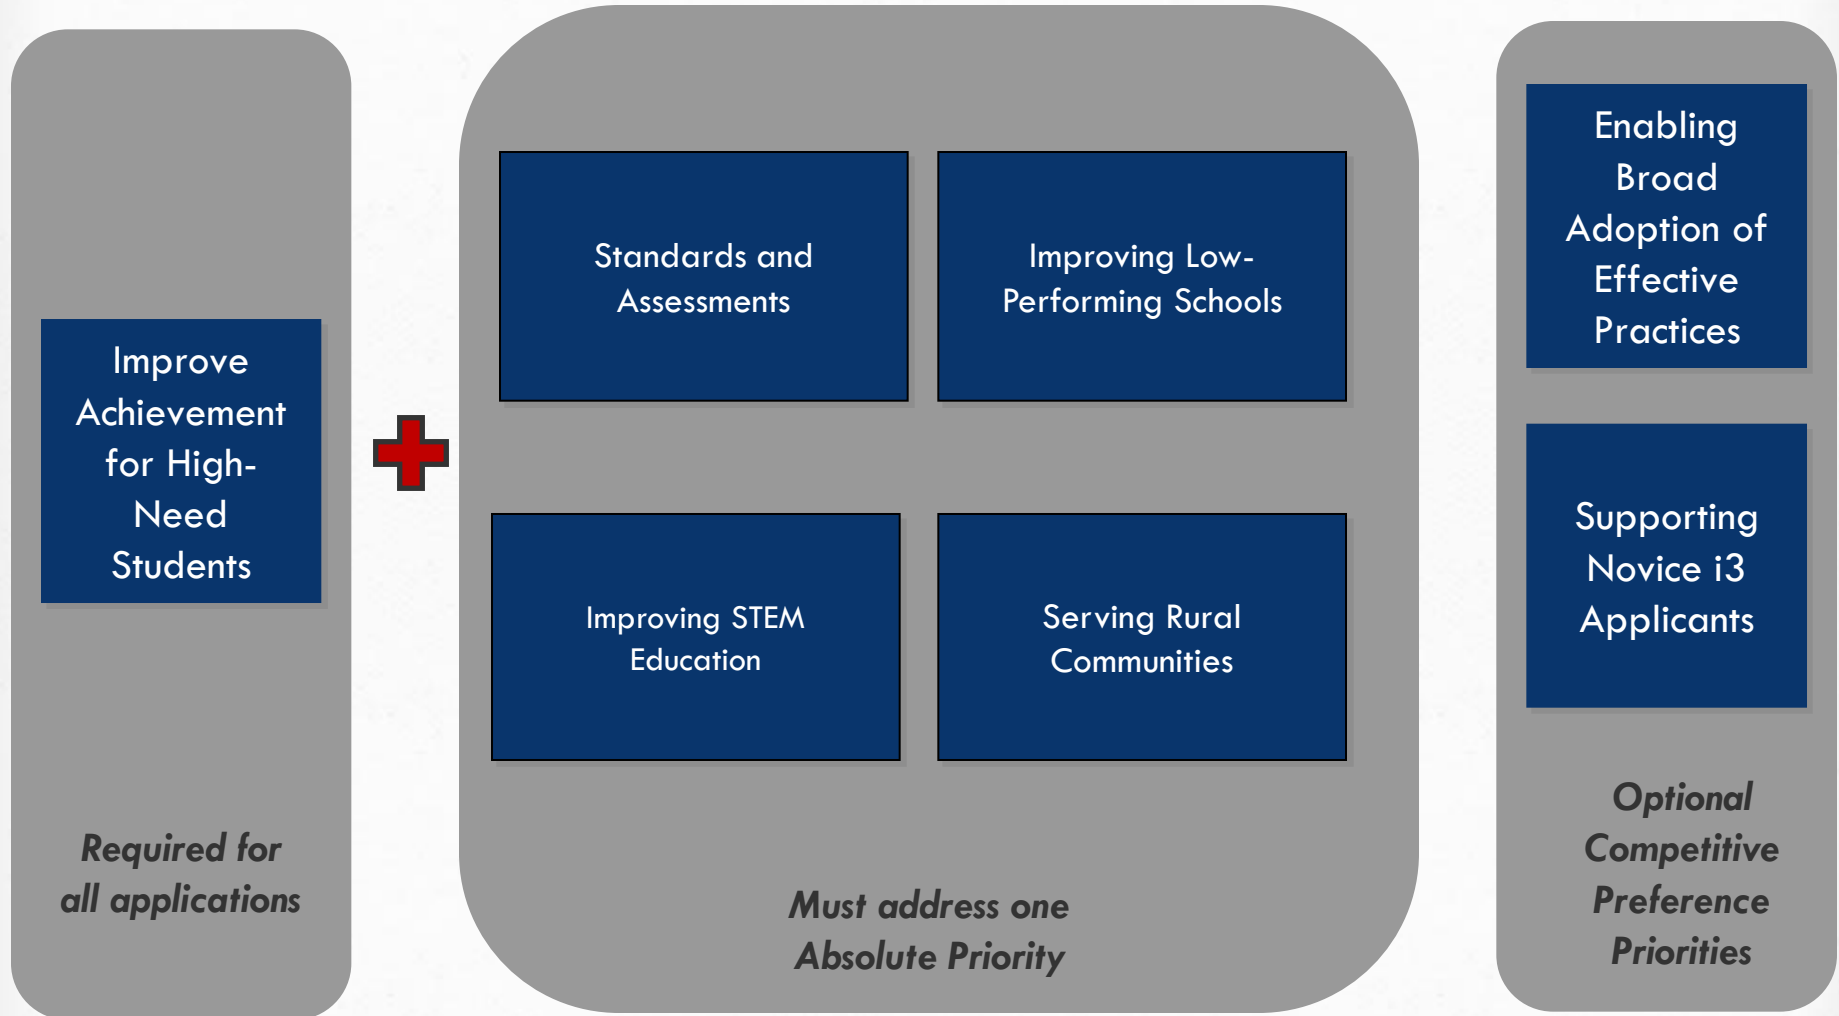 Improve
Achievement
for High-
Need
Students
Required for
all applications
Standards and
Assessments
Improving Low-
Performing Schools
Improving STEM
Education
Serving Rural
Communities
Must address one
Absolute Priority
Enabling
Broad
Adoption of
Effective
Practices
Supporting
Novice i3
Applicants
Optional
Competitive
Preference
Priorities